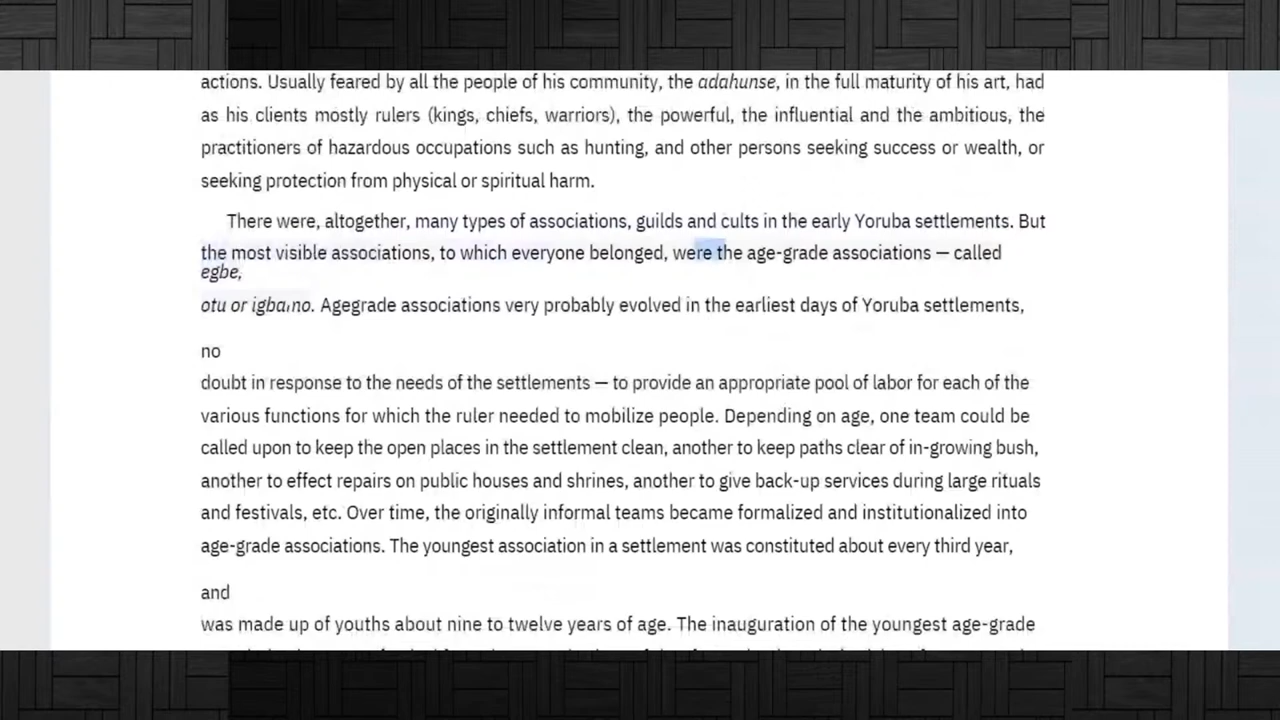 actions. Usually feared by all the people of his community, the adahunse, in the full maturity of his art, had
as his clients mostly rulers (kings, chiefs, warriors), the powerful, the influential and the ambitious, the
practitioners of hazardous occupations such as hunting, and other persons seeking success or wealth, or
seeking protection from physical or spiritual harm.
There were, altogether, many types of associations, guilds and cults in the early Yoruba settlements. But
the most visible associations, to which everyone belonged, were the age-grade associations — called
egbe,
otu or Agegrade associations very probably evolved in the earliest days of Yoruba settlements,
no
doubt in response to the needs of the settlements — to provide an appropriate pool of labor for each of the
various functions for which the ruler needed to mobilize people. Depending on age, one team could be
called upon to keep the open places in the settlement clean, another to keep paths clear of in-growing bush,
another to effect repairs on public houses and shrines, another to give back-up services during large rituals
and festivals, etc. Over time, the originally informal teams became formalized and institutionalized into
age-grade associations. The youngest association in a settlement was constituted about every third year,
and
was made up of youths about nine to twelve years of age. The inauguration of the youngest age-grade